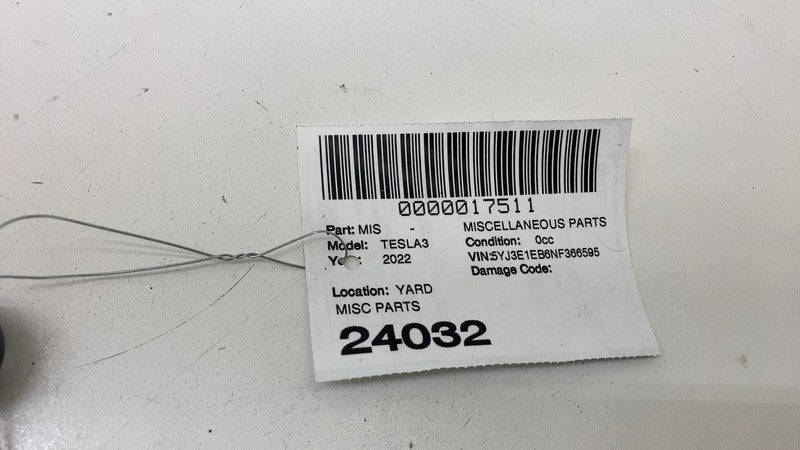 0000017511
Part: MIS - MISCELLANEOUS PARTS
Model: TESLA3 Condition: 0cc
2022 VIN:5YJ3E1EB6NF366595
Damage Code:
Location: YARD
MISC PARTS
24032